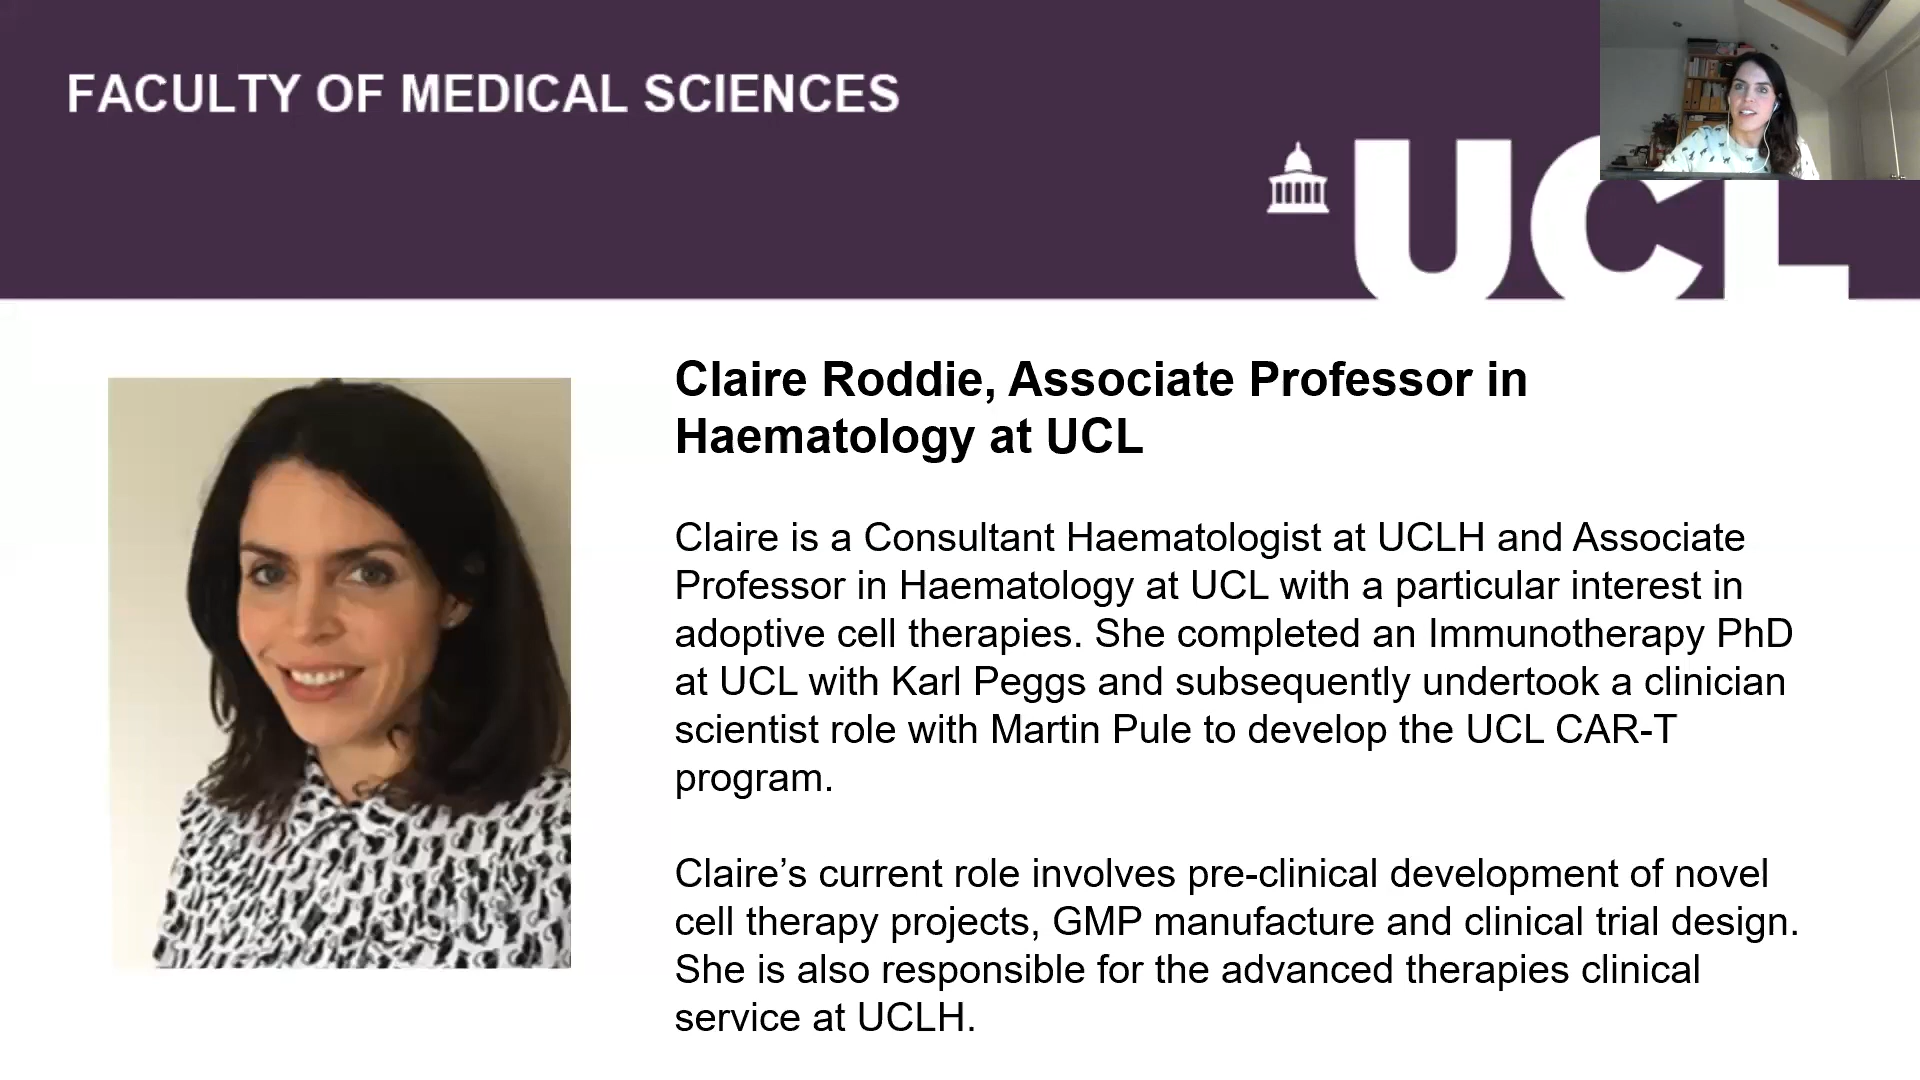 FACULTY OF MEDICAL SCIENCES
UCL
Claire Roddie, Associate Professor in
Haematology at UCL
Claire is a Consultant Haematologist at UCLH and Associate
Professor in Haematology at UCL with a particular interest in
adoptive cell therapies. She completed an Immunotherapy PhD
at UCL with Karl Peggs and subsequently undertook a clinician
scientist role with Martin Pule to develop the UCL CAR-T
program.
Claire’s current role involves pre-clinical development of novel
cell therapy projects, GMP manufacture and clinical trial design.
She is also responsible for the advanced therapies clinical
service at UCLH.